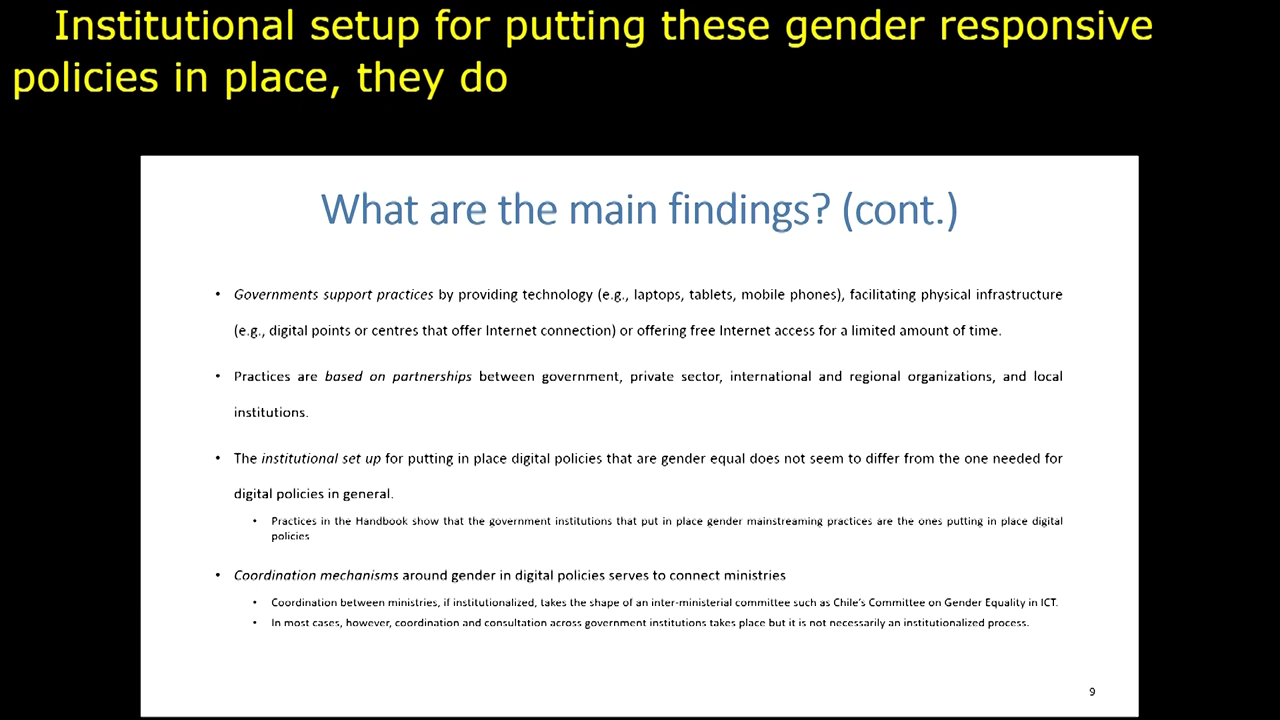 Institutional setup for putting these gender responsive
policies in place, they do
What are the main findings? (cont.)
• Governments support practices by providing technology (e.g., laptops, tablets, mobile phones), facilitating physical infrastructure
(e.g., digital points or centres that offer Internet connection) or offering free Internet access for a limited amount of time.
• Practices are based on partnerships between government, private sector, international and regional organizations, and local
institutions.
• The institutional set up for putting in place digital policies that are gender equal does not seem to differ from the one needed for
digital policies in general.
• Practices in the Handbook show that the government institutions that put in place gender mainstreaming practices are the ones putting in place digital
policies
• Coordination mechanisms around gender in digital policies serves to connect ministries
• Coordination between ministries, if institutionalized, takes the shape of an inter-ministerial committee such as Chile's Committee on Gender Equality in ICT.
• In most cases, however, coordination and consultation across government institutions takes place but it is not necessarily an institutionalized process.
9